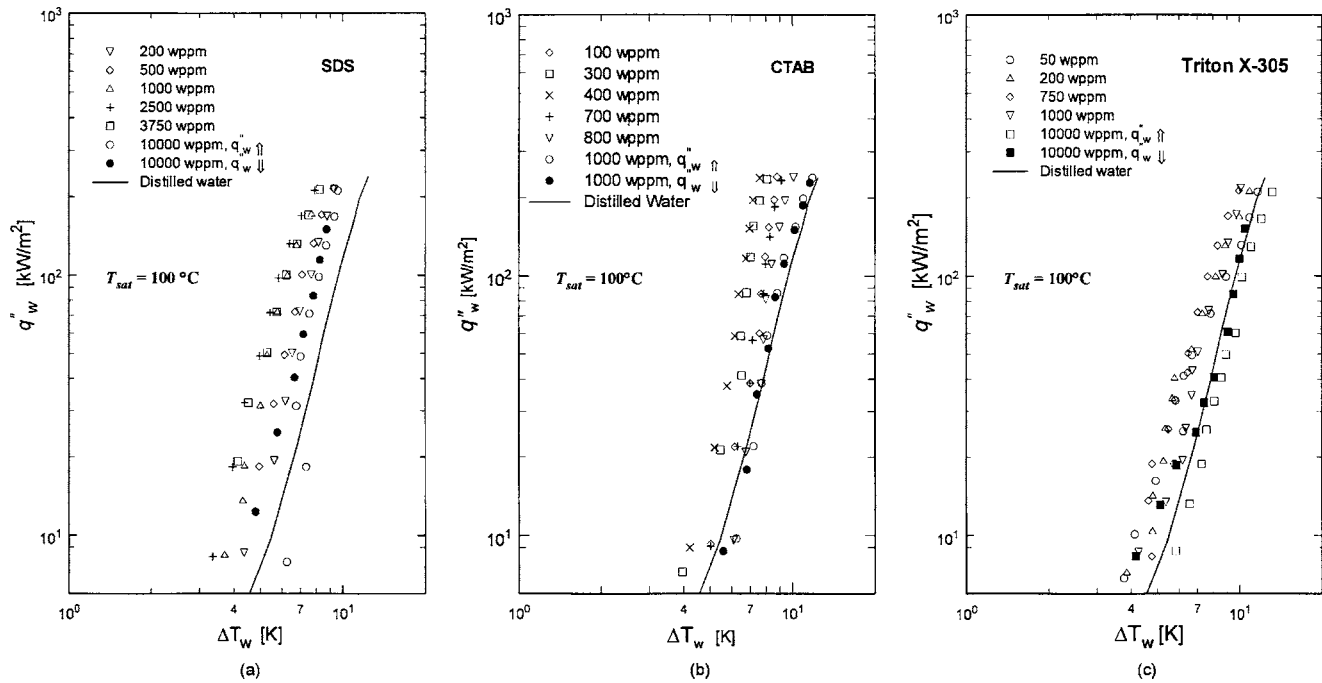 10³
SDS
▽ 200 wppm
◇ 500 wppm
△ 1000 wppm
+ 2500 wppm
□ 3750 wppm
○ 10000 wppm, q"w ⇑
● 10000 wppm, q"w ⇓
— Distilled water
q"w [kW/m²]
10²
T_sat = 100 °C
10¹
10⁰
4
7
10¹
ΔTw [K]
(a)
10³
CTAB
◇ 100 wppm
□ 300 wppm
× 400 wppm
+ 700 wppm
▽ 800 wppm
○ 1000 wppm, q"w ⇑
● 1000 wppm, q"w ⇓
— Distilled Water
q"w [kW/m²]
10²
T_sat = 100°C
10¹
10⁰
4
7
10¹
ΔTw [K]
(b)
10³
Triton X-305
○ 50 wppm
△ 200 wppm
◇ 750 wppm
▽ 1000 wppm
□ 10000 wppm, q"w ⇑
■ 10000 wppm, q"w ⇓
— Distilled water
q"w [kW/m²]
10²
T_sat = 100°C
10¹
10⁰
4
7
10¹
ΔTw [K]
(c)